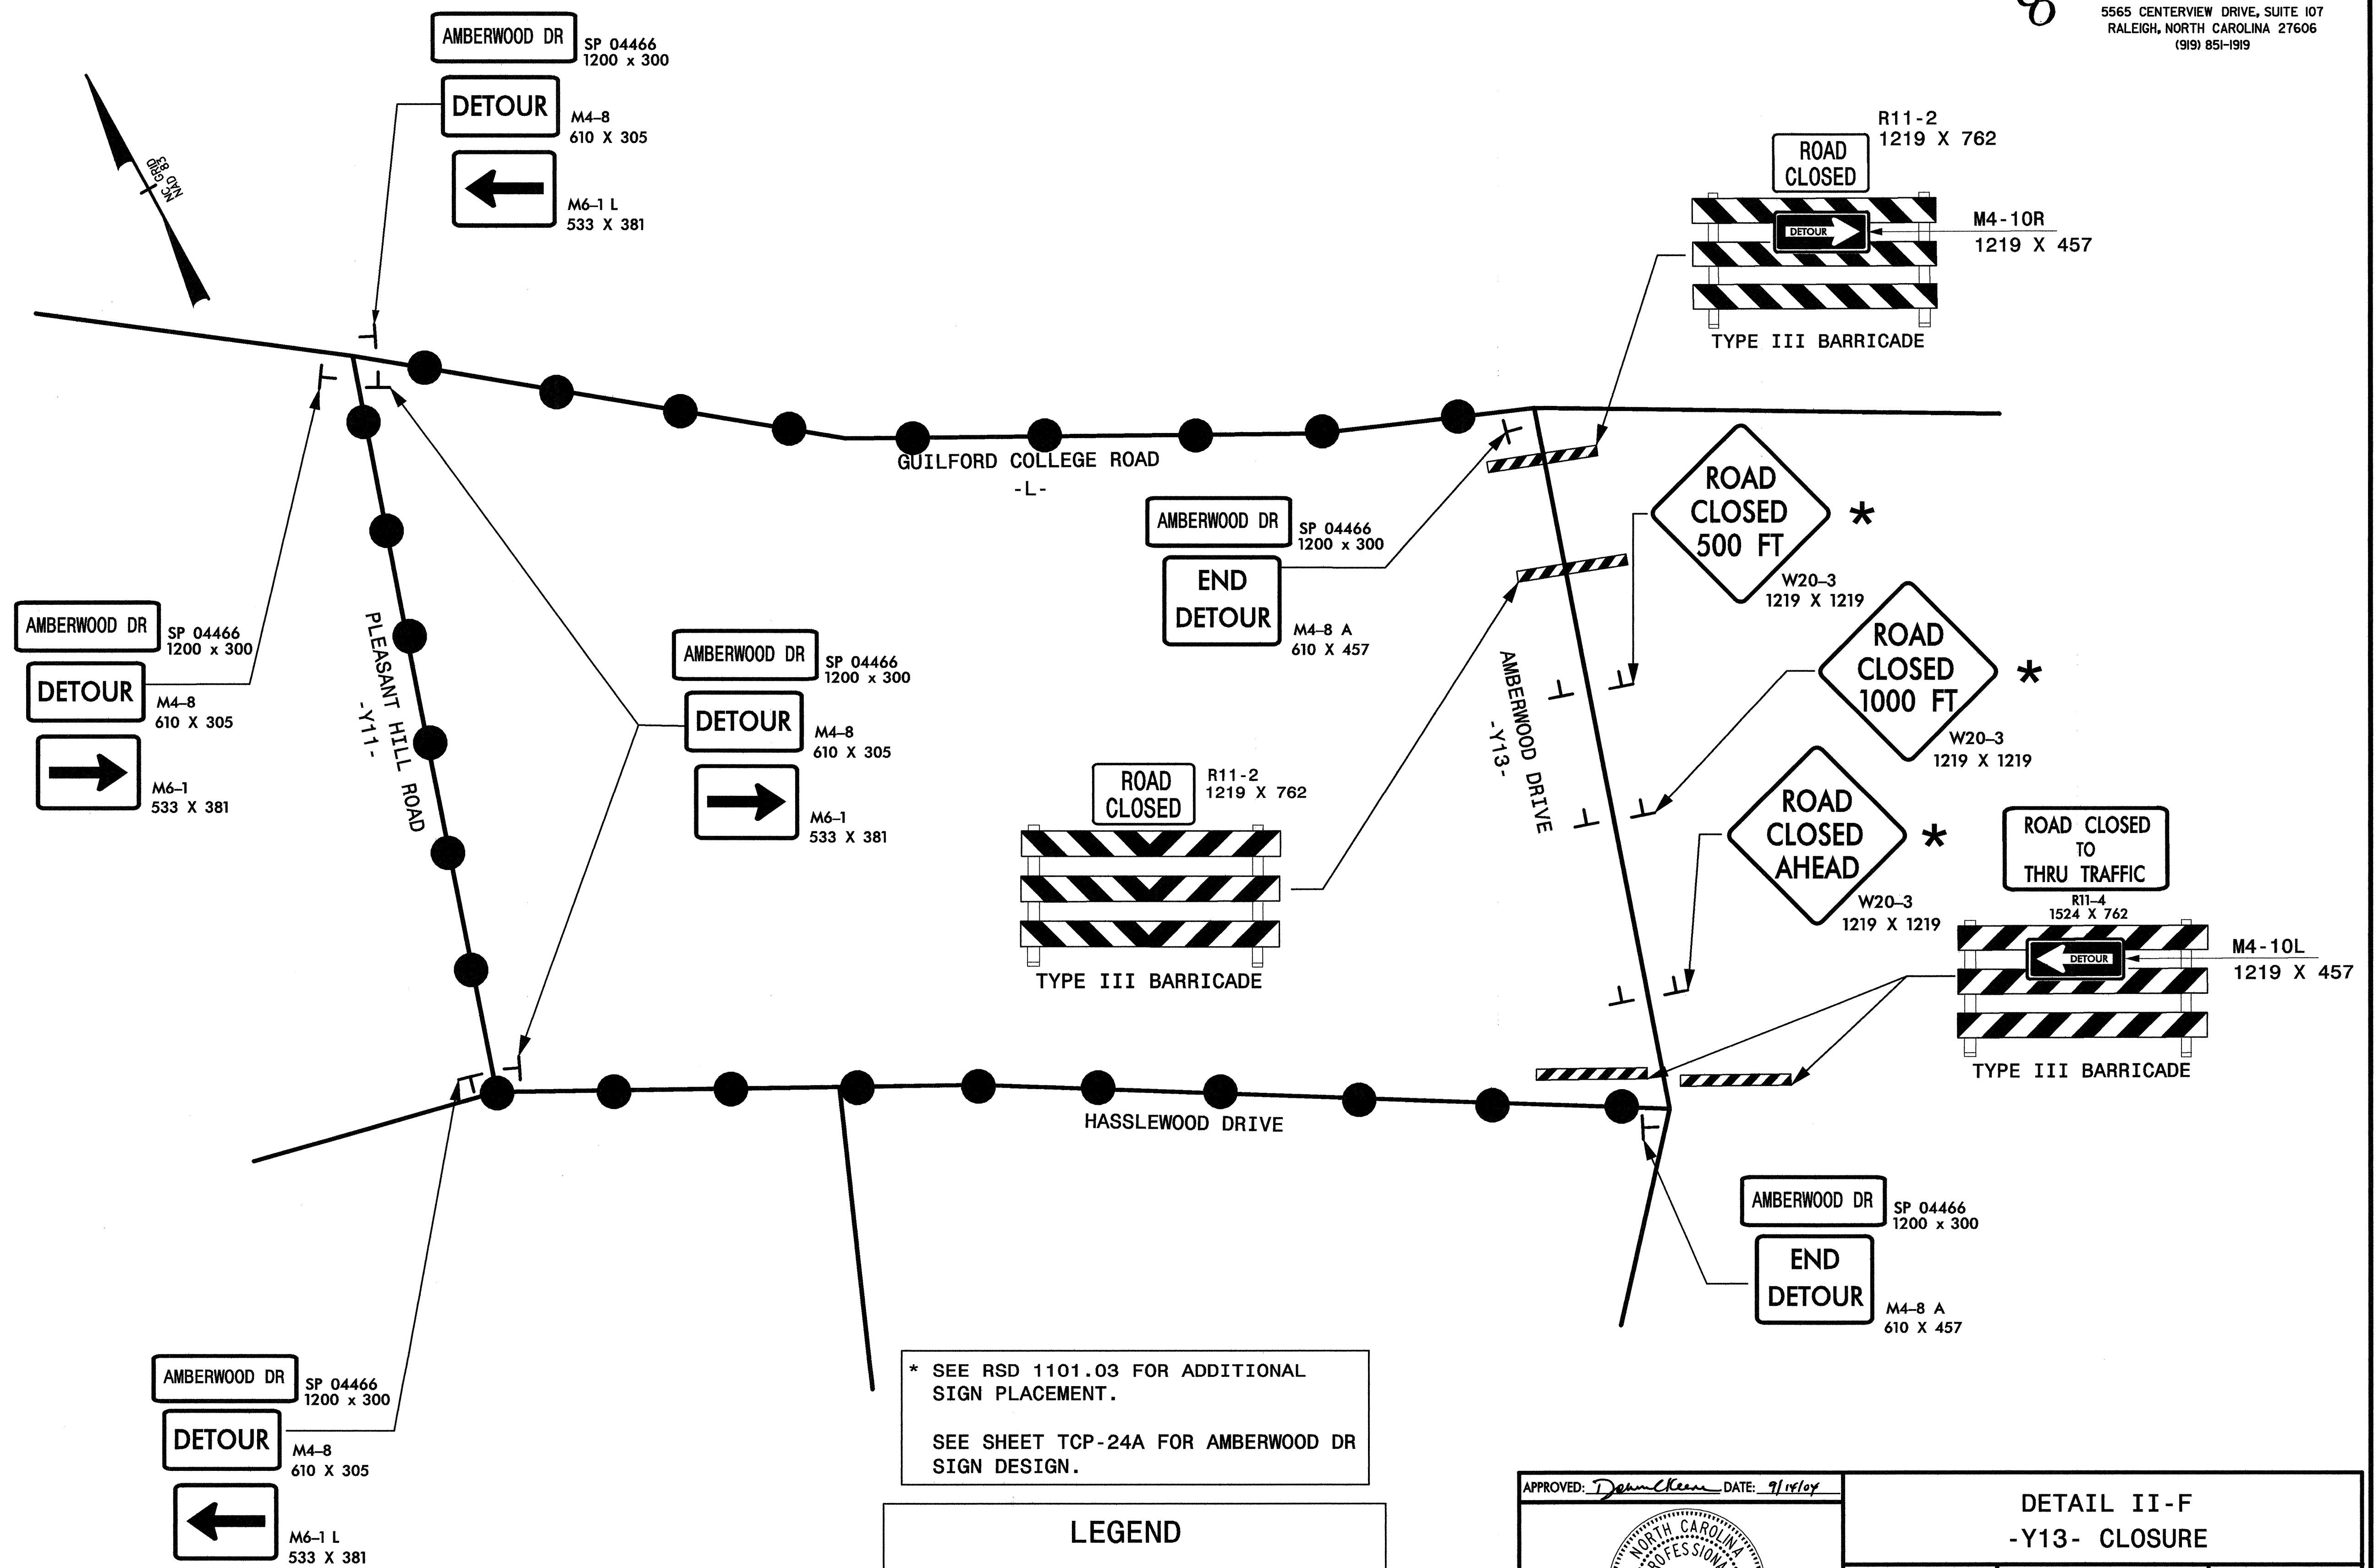 5565 CENTERVIEW DRIVE, SUITE 107
RALEIGH, NORTH CAROLINA 27606
(919) 851-1919
AMBERWOOD DR
SP 04466
1200 x 300
DETOUR
M4-8
610 X 305
M6-1 L
533 X 381
NC GRID
NAD 83
R11-2
1219 X 762
ROAD
CLOSED
DETOUR
M4-10R
1219 X 457
TYPE III BARRICADE
GUILFORD COLLEGE ROAD
-L-
AMBERWOOD DR
SP 04466
1200 x 300
END
DETOUR
M4-8 A
610 X 457
ROAD
CLOSED
500 FT
*
W20-3
1219 X 1219
ROAD
CLOSED
1000 FT
*
W20-3
1219 X 1219
ROAD
CLOSED
AHEAD
*
W20-3
1219 X 1219
AMBERWOOD DR
SP 04466
1200 x 300
DETOUR
M4-8
610 X 305
M6-1
533 X 381
PLEASANT HILL ROAD
-Y11-
AMBERWOOD DR
SP 04466
1200 x 300
DETOUR
M4-8
610 X 305
M6-1
533 X 381
AMBERWOOD DRIVE
-Y13-
ROAD
CLOSED
R11-2
1219 X 762
TYPE III BARRICADE
ROAD CLOSED
TO
THRU TRAFFIC
R11-4
1524 X 762
DETOUR
M4-10L
1219 X 457
TYPE III BARRICADE
HASSLEWOOD DRIVE
AMBERWOOD DR
SP 04466
1200 x 300
END
DETOUR
M4-8 A
610 X 457
AMBERWOOD DR
SP 04466
1200 x 300
DETOUR
M4-8
610 X 305
M6-1 L
533 X 381
* SEE RSD 1101.03 FOR ADDITIONAL
SIGN PLACEMENT.
SEE SHEET TCP-24A FOR AMBERWOOD DR
SIGN DESIGN.
LEGEND
APPROVED: DATE: 9/14/04
NORTH CAROLINA
PROFESSIONAL
DETAIL II-F
-Y13- CLOSURE